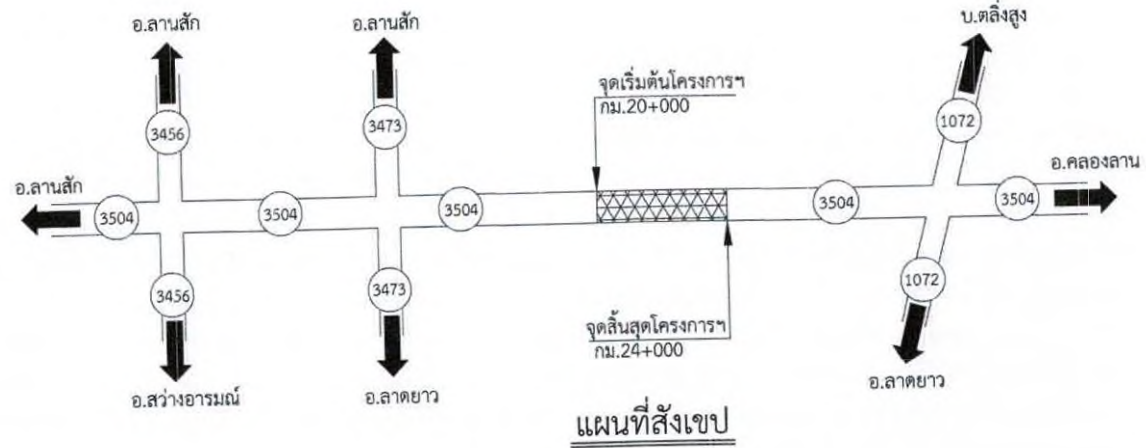 อ.ลานสัก
อ.ลานสัก
บ.ตลิ่งสูง
จุดเริ่มต้นโครงการฯ
กม.20+000
3456
3473
1072
อ.ลานสัก
อ.คลองลาน
3504
3504
3504
3504
3504
3456
3473
1072
จุดสิ้นสุดโครงการฯ
กม.24+000
อ.สว่างอารมณ์
อ.ลาดยาว
อ.ลาดยาว
แผนที่สังเขป